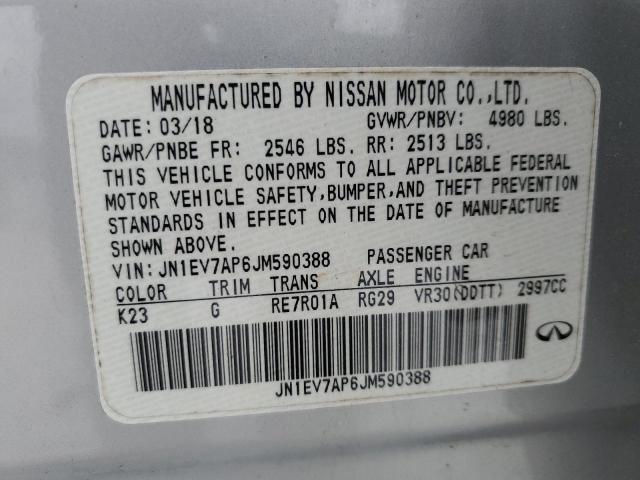 MANUFACTURED BY NISSAN MOTOR CO.,LTD.
DATE: 03/18 GVWR/PNBV: 4980 LBS.
GAWR/PNBE FR: 2546 LBS. RR: 2513 LBS.
THIS VEHICLE CONFORMS TO ALL APPLICABLE FEDERAL
MOTOR VEHICLE SAFETY,BUMPER,AND THEFT PREVENTION
STANDARDS IN EFFECT ON THE DATE OF MANUFACTURE
SHOWN ABOVE.
VIN: JN1EV7AP6JM590388 PASSENGER CAR
COLOR TRIM TRANS AXLE ENGINE
K23 G RE7R01A RG29 VR30(DDTT) 2997CC
JN1EV7AP6JM590388